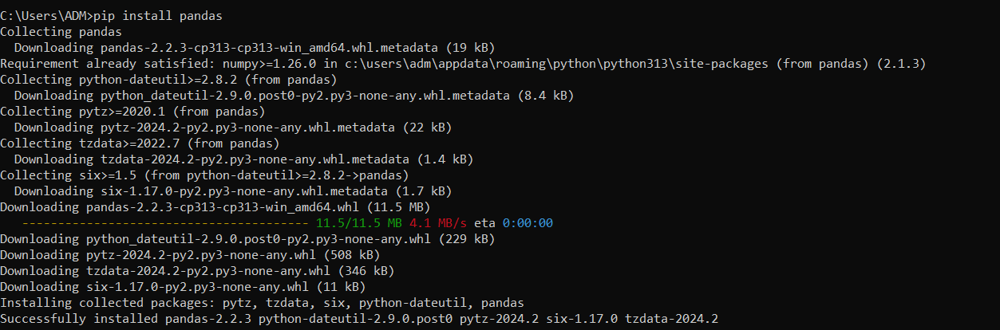 C:\Users\ADM>pip install pandas
Collecting pandas
  Downloading pandas-2.2.3-cp313-cp313-win_amd64.whl.metadata (19 kB)
Requirement already satisfied: numpy>=1.26.0 in c:\users\adm\appdata\roaming\python\python313\site-packages (from pandas) (2.1.3)
Collecting python-dateutil>=2.8.2 (from pandas)
  Downloading python_dateutil-2.9.0.post0-py2.py3-none-any.whl.metadata (8.4 kB)
Collecting pytz>=2020.1 (from pandas)
  Downloading pytz-2024.2-py2.py3-none-any.whl.metadata (22 kB)
Collecting tzdata>=2022.7 (from pandas)
  Downloading tzdata-2024.2-py2.py3-none-any.whl.metadata (1.4 kB)
Collecting six>=1.5 (from python-dateutil>=2.8.2->pandas)
  Downloading six-1.17.0-py2.py3-none-any.whl.metadata (1.7 kB)
Downloading pandas-2.2.3-cp313-cp313-win_amd64.whl (11.5 MB)
   ---------------------------------------- 11.5/11.5 MB 4.1 MB/s eta 0:00:00
Downloading python_dateutil-2.9.0.post0-py2.py3-none-any.whl (229 kB)
Downloading pytz-2024.2-py2.py3-none-any.whl (508 kB)
Downloading tzdata-2024.2-py2.py3-none-any.whl (346 kB)
Downloading six-1.17.0-py2.py3-none-any.whl (11 kB)
Installing collected packages: pytz, tzdata, six, python-dateutil, pandas
Successfully installed pandas-2.2.3 python-dateutil-2.9.0.post0 pytz-2024.2 six-1.17.0 tzdata-2024.2